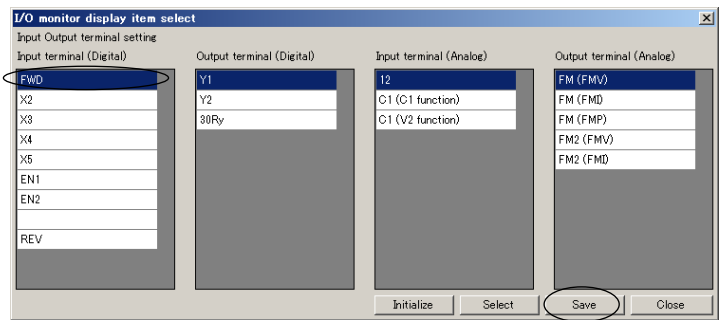 I/O monitor display item select
Input Output terminal setting
Input terminal (Digital) Output terminal (Digital) Input terminal (Analog) Output terminal (Analog)
FWD Y1 12 FM (FMV)
X2 Y2 C1 (C1 function) FM (FMI)
X3 30Ry C1 (V2 function) FM (FMP)
X4 FM2 (FMV)
X5 FM2 (FMI)
EN1
EN2
REV
Initialize Select Save Close